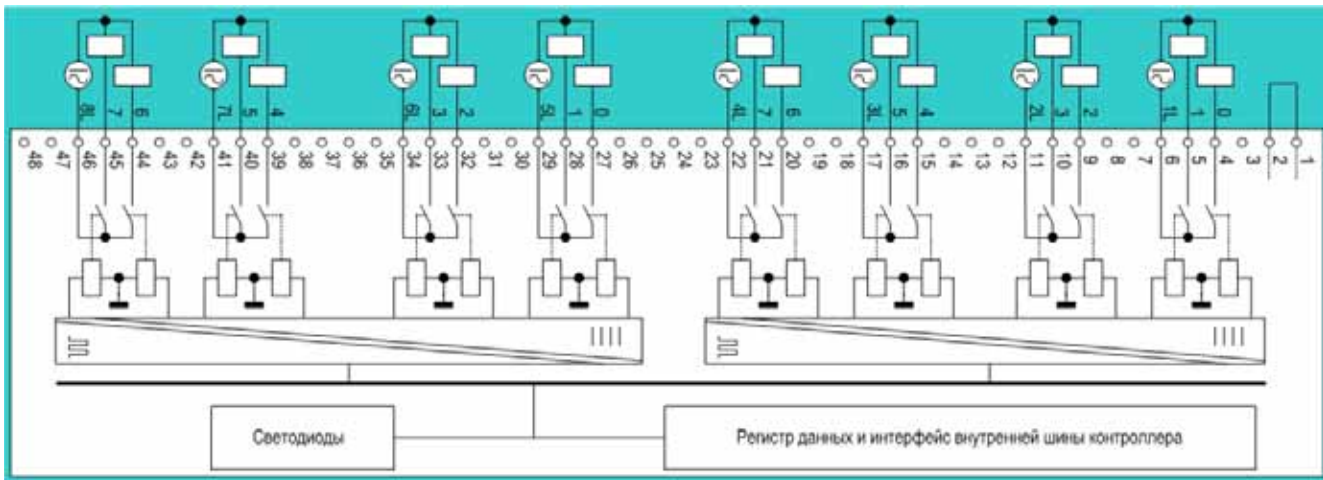 8L 7 6 7L 5 4 6L 3 2 5L 1 0 4L 7 6 3L 5 4 2L 3 2 1L 1 0
48 47 46 45 44 43 42 41 40 39 38 37 36 35 34 33 32 31 30 29 28 27 26 25 24 23 22 21 20 19 18 17 16 15 14 13 12 11 10 9 8 7 6 5 4 3 2 1
Светодиоды
Регистр данных и интерфейс внутренней шины контроллера